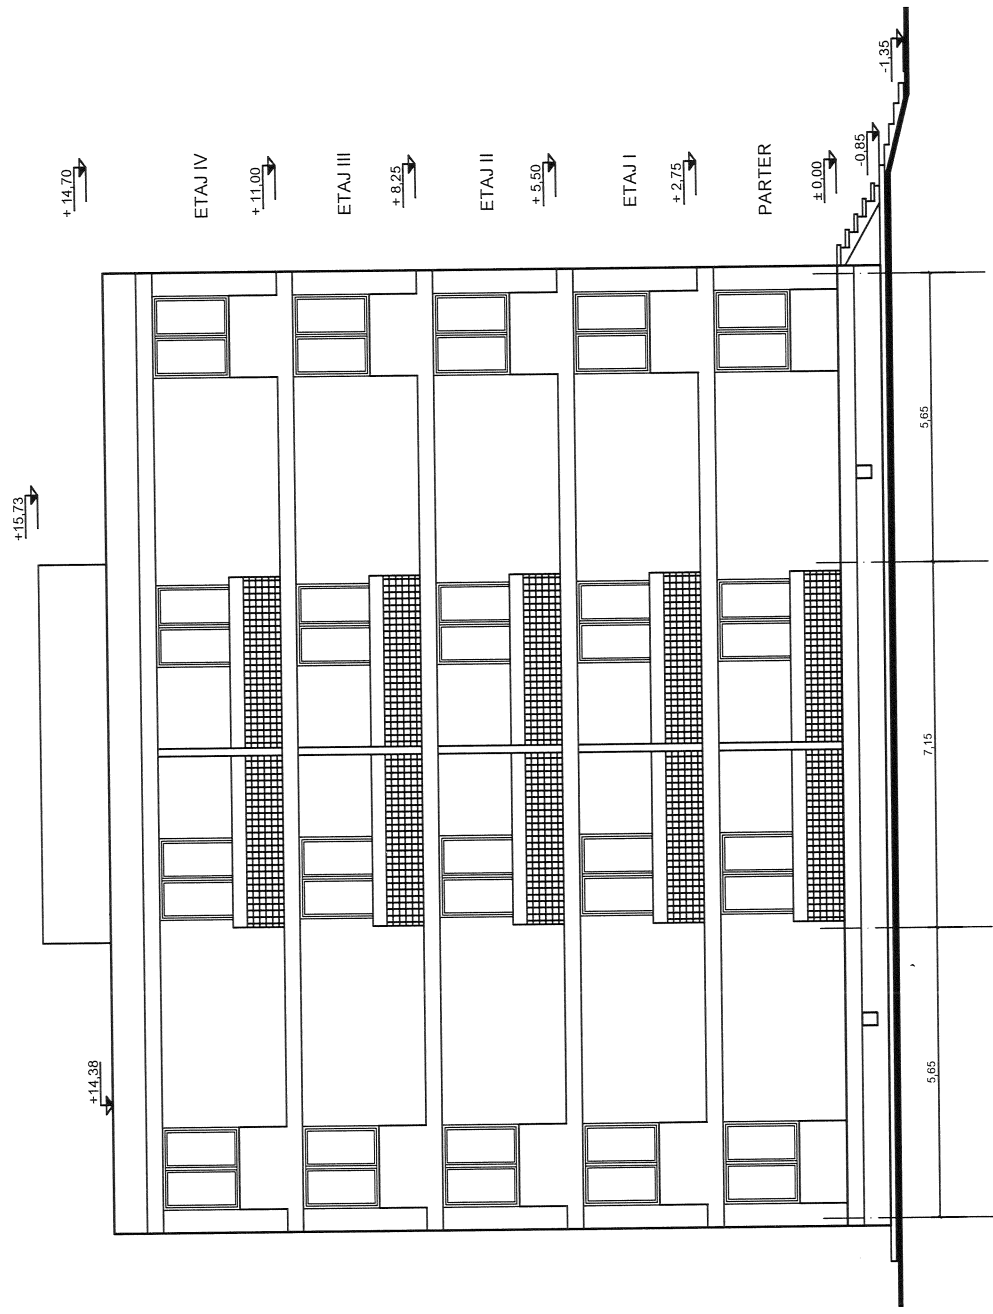 +15,73
+ 14,70
+14,38
ETAJ IV
+ 11,00
ETAJ III
+ 8,25
ETAJ II
+ 5,50
ETAJ I
+ 2,75
PARTER
± 0,00
-0,85
-1,35
5,65
7,15
5,65